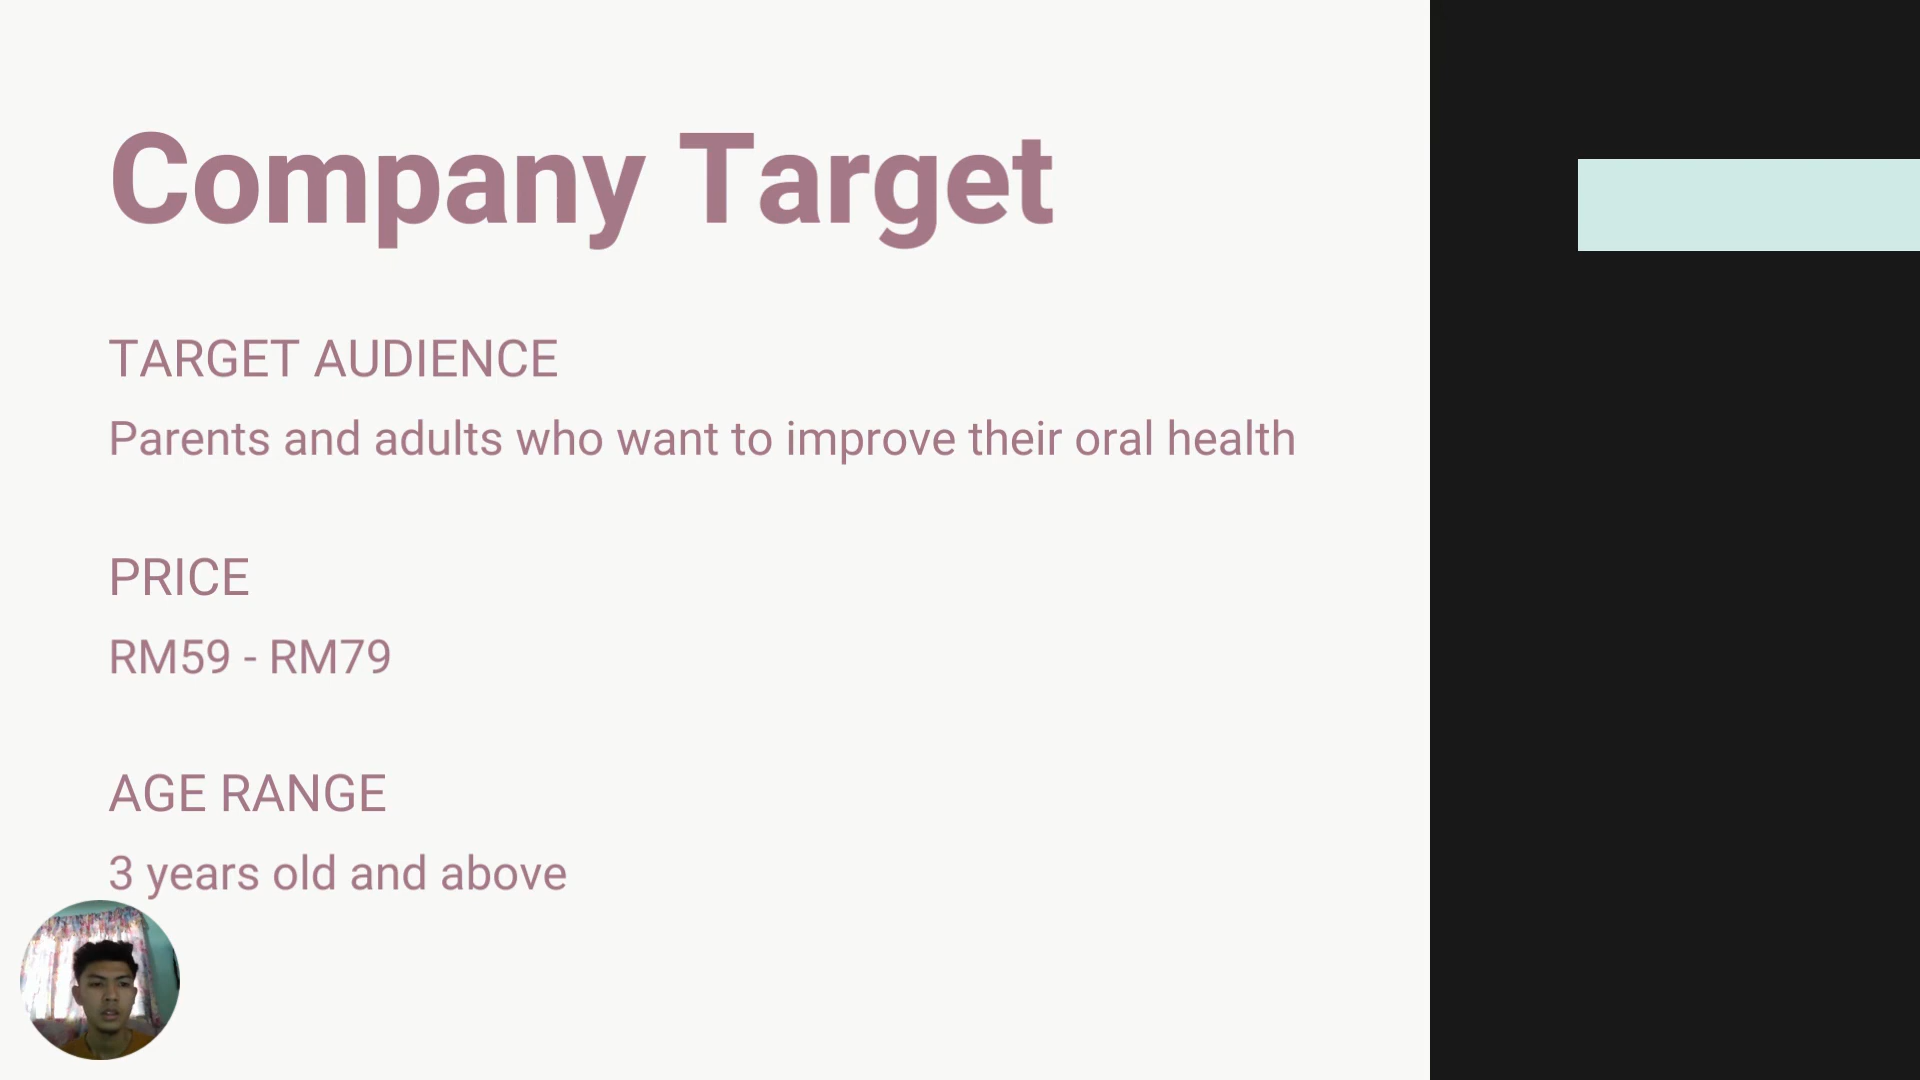 Company Target
TARGET AUDIENCE
Parents and adults who want to improve their oral health
PRICE
RM59 - RM79
AGE RANGE
3 years old and above